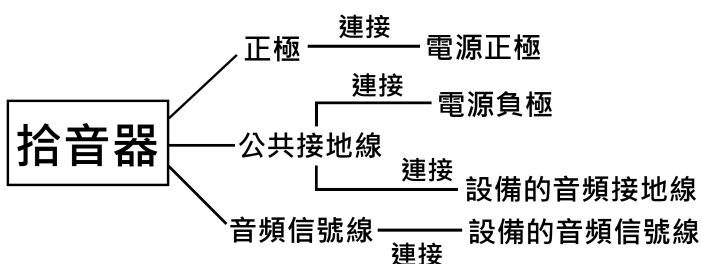 拾音器
正極
連接
電源正極
公共接地線
連接
電源負極
連接
設備的音頻接地線
音頻信號線
連接
設備的音頻信號線